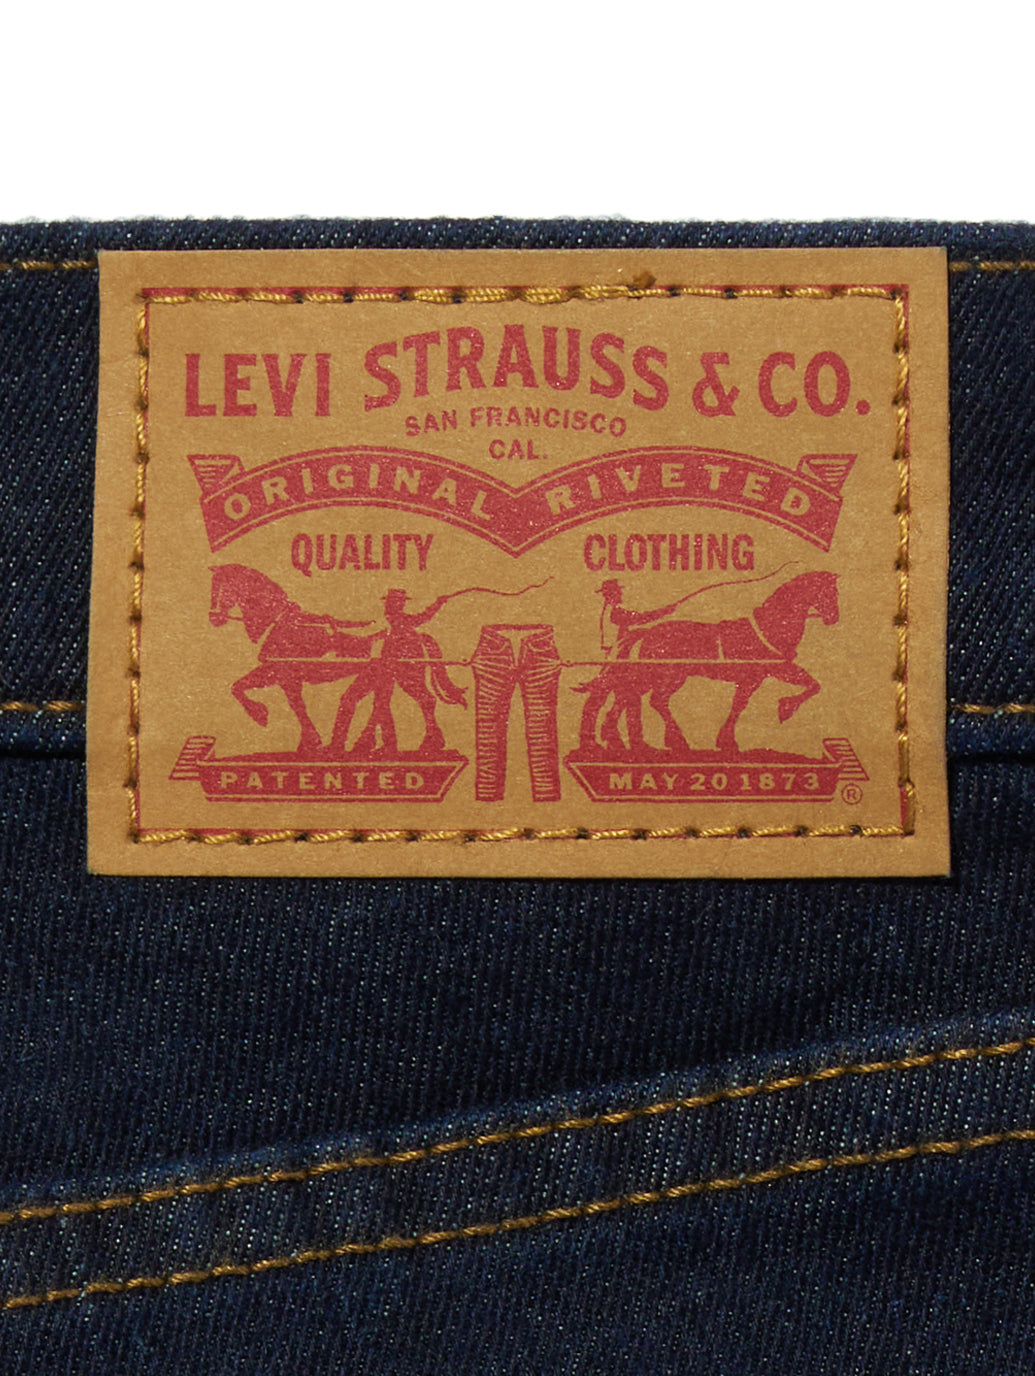 LEVI STRAUSS & CO.
SAN FRANCISCO
CAL.
ORIGINAL RIVETED
QUALITY CLOTHING
PATENTED MAY 20 1873 ®